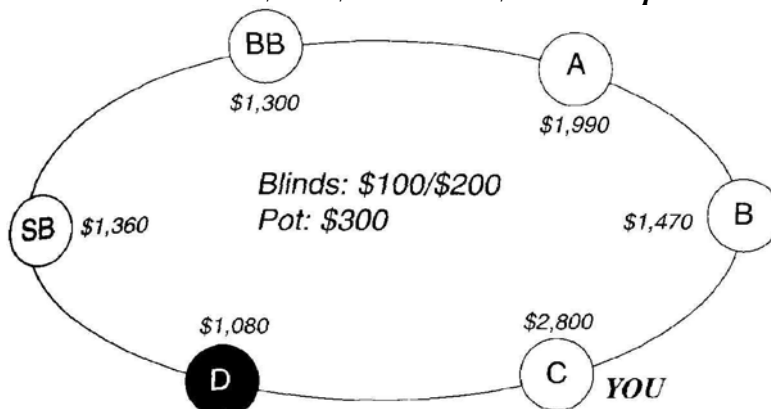 BB
A
$1,300
$1,990
Blinds: $100/$200
Pot: $300
SB
$1,360
$1,470
B
$1,080
$2,800
D
C
YOU